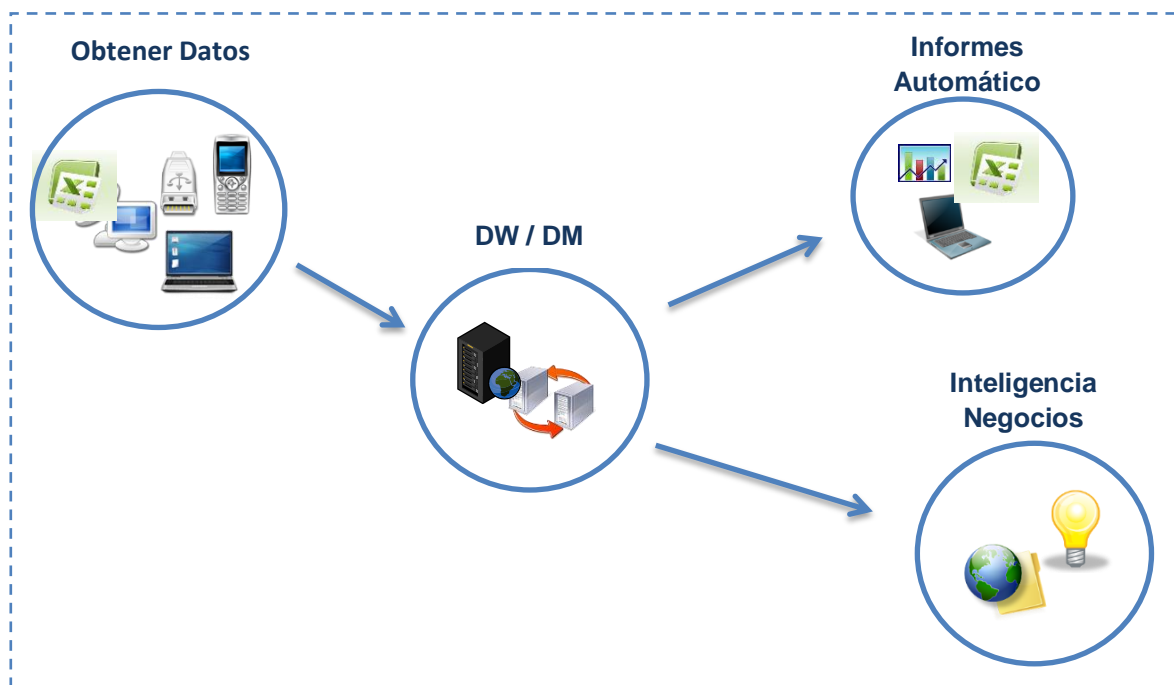 Obtener Datos
Informes
Automático
DW / DM
Inteligencia
Negocios